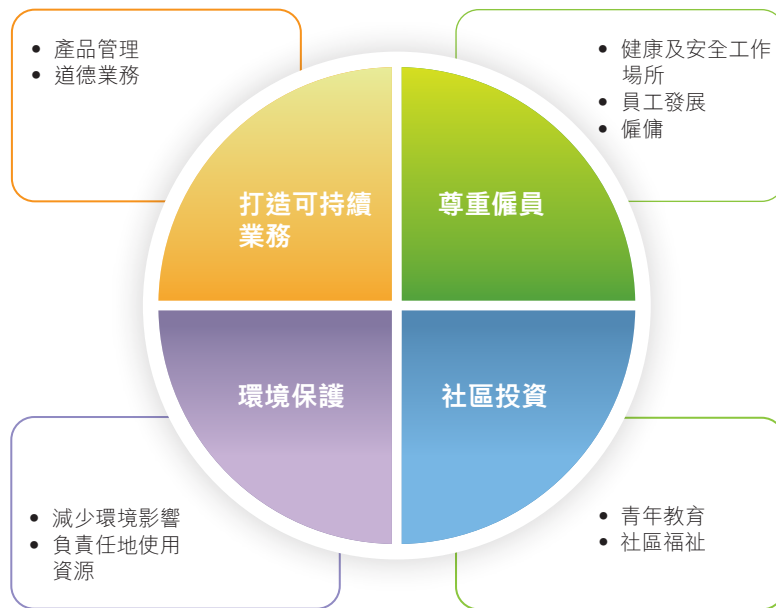 • 產品管理
• 道德業務
• 健康及安全工作
場所
• 員工發展
• 僱傭
打造可持續
業務
尊重僱員
環境保護
社區投資
• 減少環境影響
• 負責任地使用
資源
• 青年教育
• 社區福祉